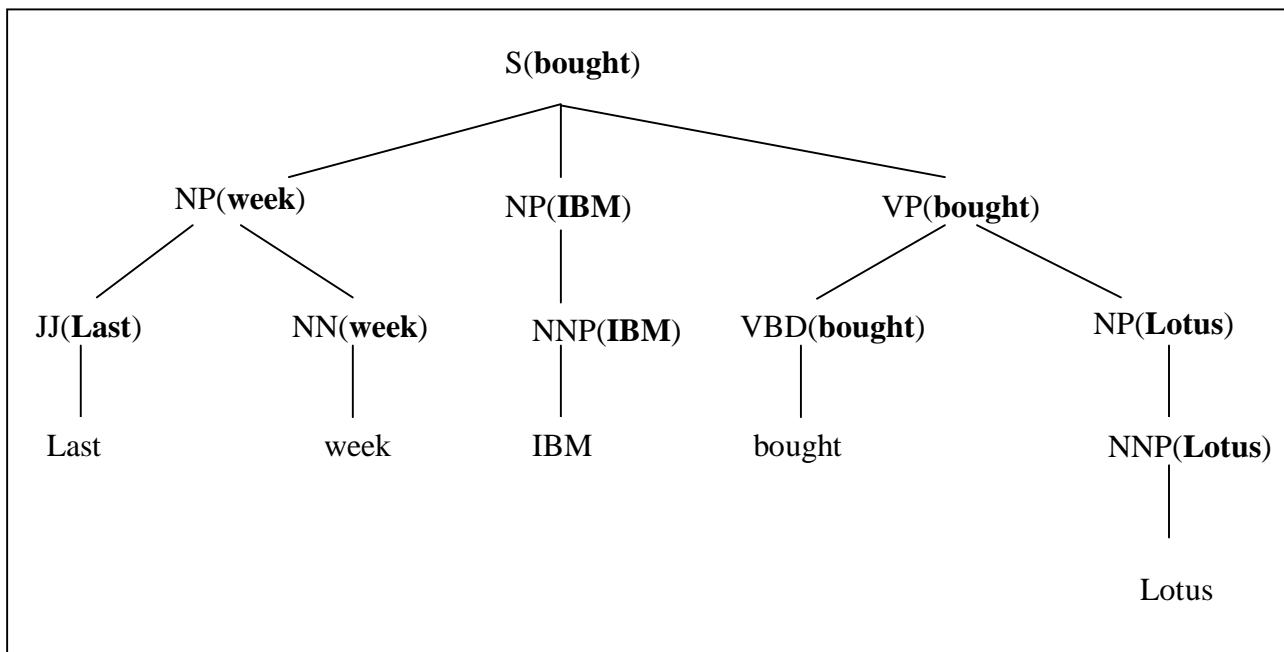 S(bought)
NP(week) NP(IBM) VP(bought)
JJ(Last) NN(week) NNP(IBM) VBD(bought) NP(Lotus)
Last week IBM bought NNP(Lotus)
Lotus